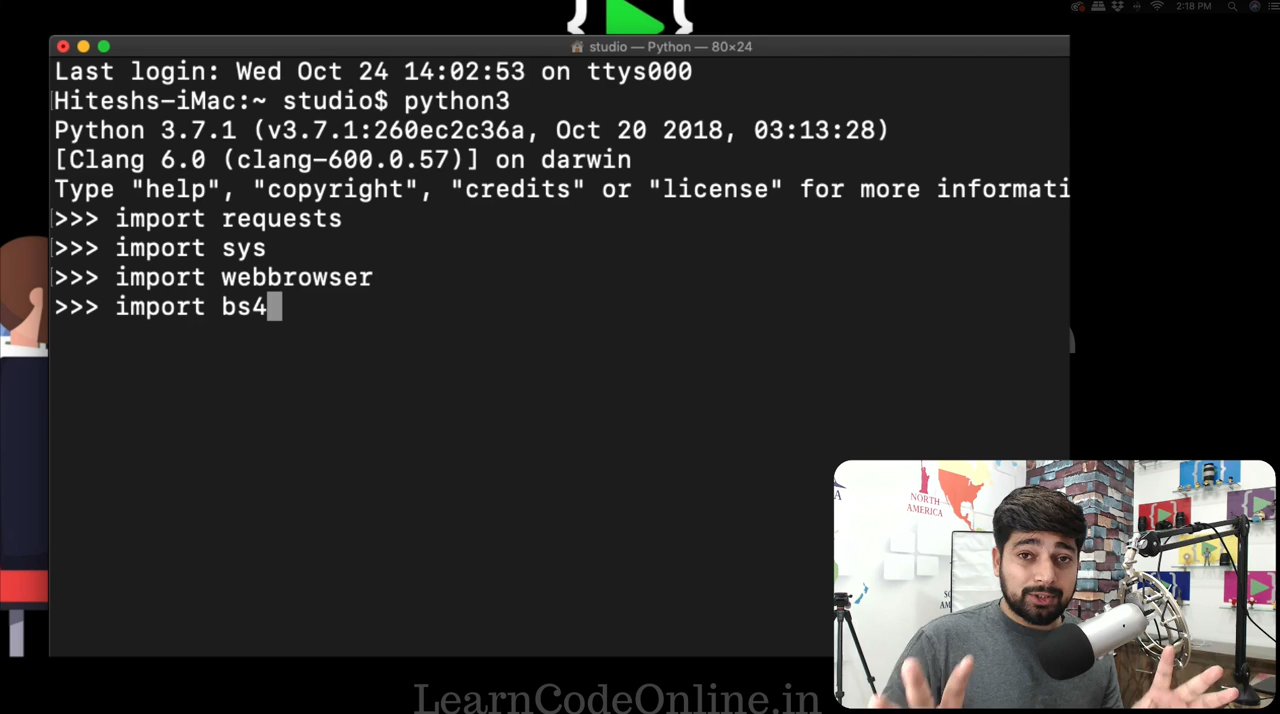 2:18 PM
studio — Python — 80×24
Last login: Wed Oct 24 14:02:53 on ttys000
Hiteshs-iMac:~ studio$ python3
Python 3.7.1 (v3.7.1:260ec2c36a, Oct 20 2018, 03:13:28)
[Clang 6.0 (clang-600.0.57)] on darwin
Type "help", "copyright", "credits" or "license" for more informati
>>> import requests
>>> import sys
>>> import webbrowser
>>> import bs4
NORTH
AMERICA
LearnCodeOnline.in